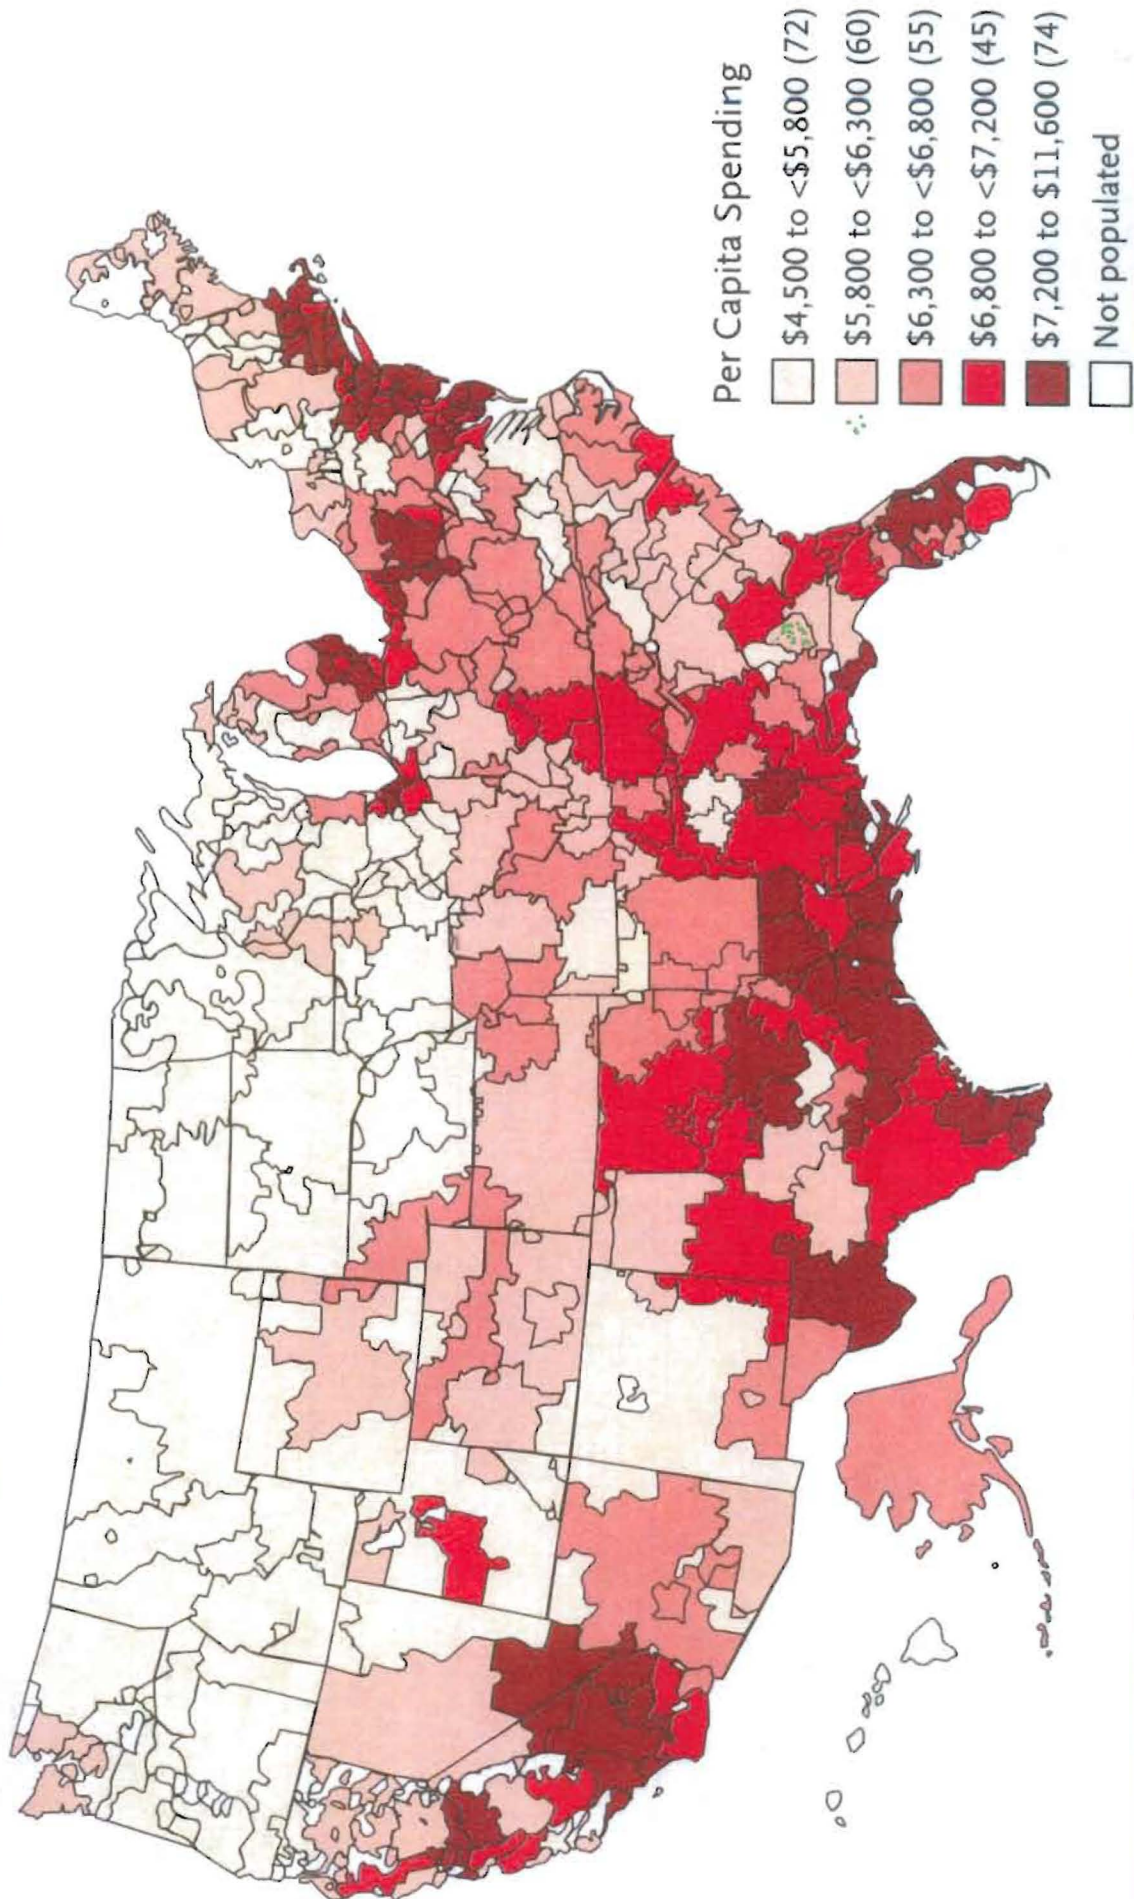 Per Capita Spending
$4,500 to <$5,800 (72)
$5,800 to <$6,300 (60)
$6,300 to <$6,800 (55)
$6,800 to <$7,200 (45)
$7,200 to $11,600 (74)
Not populated